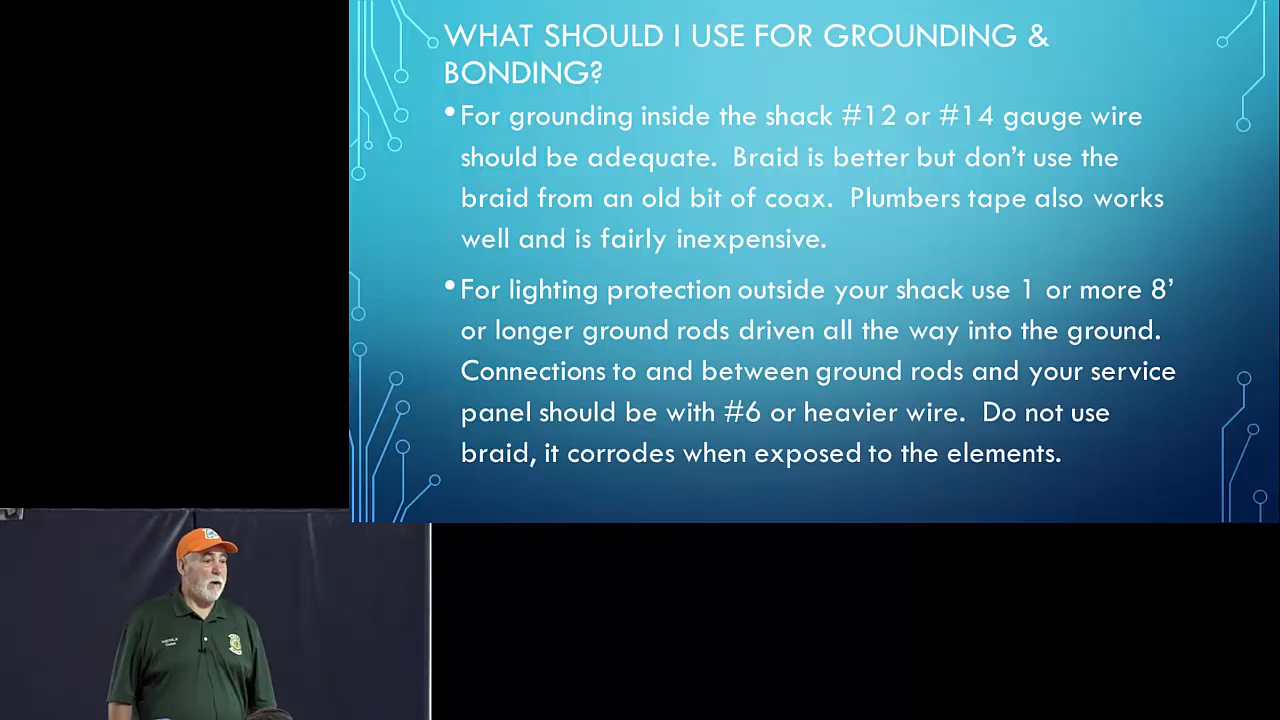 WHAT SHOULD I USE FOR GROUNDING &
BONDING?
•For grounding inside the shack #12 or #14 gauge wire
should be adequate.  Braid is better but don’t use the
braid from an old bit of coax.  Plumbers tape also works
well and is fairly inexpensive.
•For lighting protection outside your shack use 1 or more 8’
or longer ground rods driven all the way into the ground.
Connections to and between ground rods and your service
panel should be with #6 or heavier wire.  Do not use
braid, it corrodes when exposed to the elements.